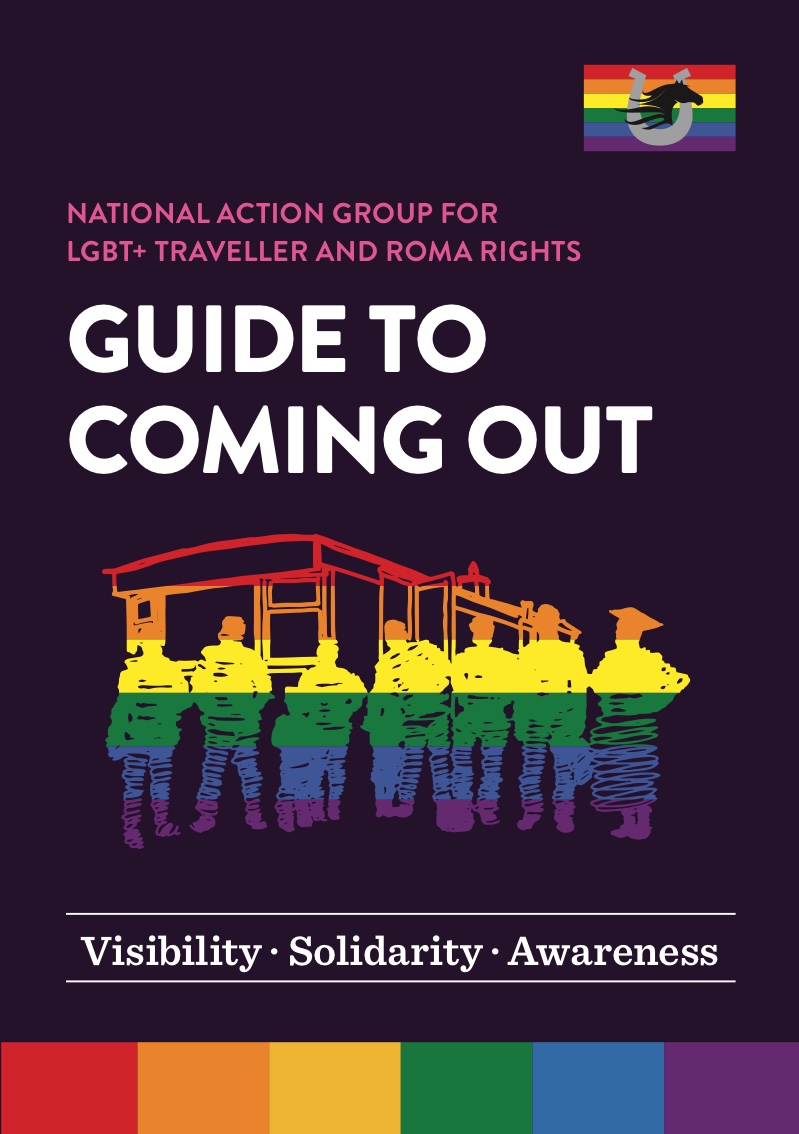 NATIONAL ACTION GROUP FOR
LGBT+ TRAVELLER AND ROMA RIGHTS
GUIDE TO
COMING OUT
Visibility · Solidarity · Awareness